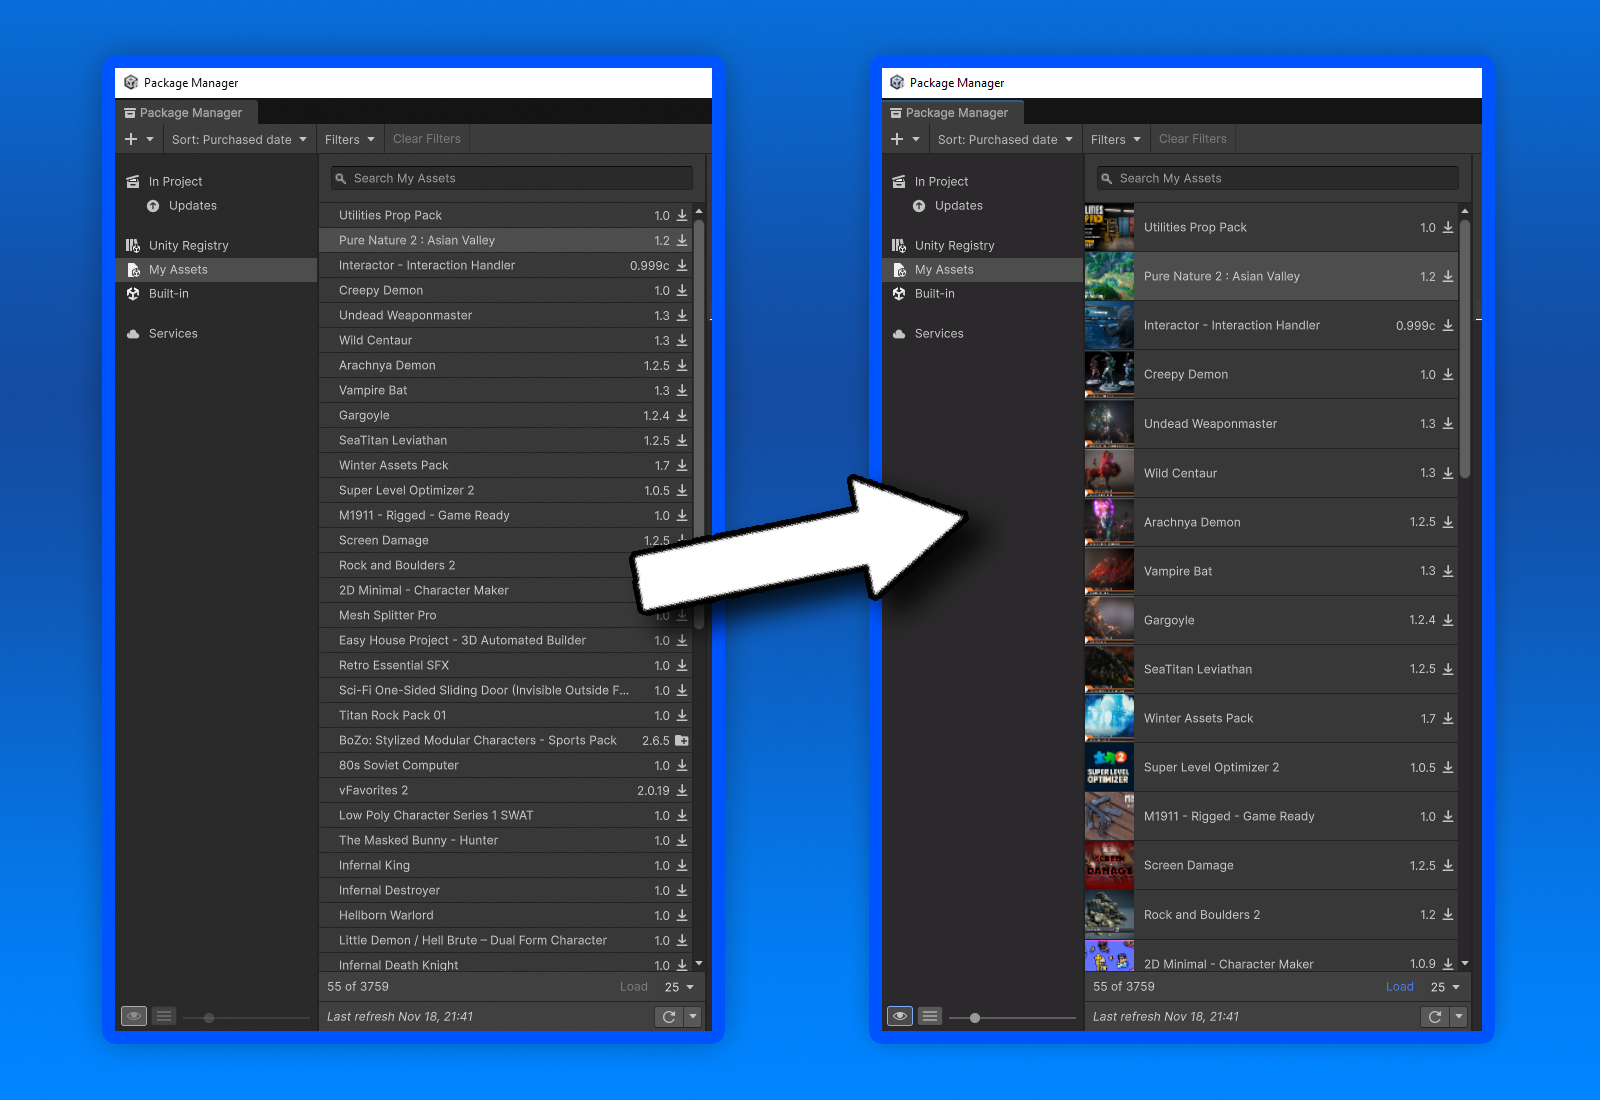 Package Manager
Package Manager
Sort: Purchased date
Filters
Clear Filters
In Project
Updates
Unity Registry
My Assets
Built-in
Services
Search My Assets
Utilities Prop Pack 1.0
Pure Nature 2 : Asian Valley 1.2
Interactor - Interaction Handler 0.999c
Creepy Demon 1.0
Undead Weaponmaster 1.3
Wild Centaur 1.3
Arachnya Demon 1.2.5
Vampire Bat 1.3
Gargoyle 1.2.4
SeaTitan Leviathan 1.2.5
Winter Assets Pack 1.7
Super Level Optimizer 2 1.0.5
M1911 - Rigged - Game Ready 1.0
Screen Damage 1.2.5
Rock and Boulders 2
2D Minimal - Character Maker
Mesh Splitter Pro 1.0
Easy House Project - 3D Automated Builder 1.0
Retro Essential SFX 1.0
Sci-Fi One-Sided Sliding Door (Invisible Outside F... 1.0
Titan Rock Pack 01 1.0
BoZo: Stylized Modular Characters - Sports Pack 2.6.5
80s Soviet Computer 1.0
vFavorites 2 2.0.19
Low Poly Character Series 1 SWAT 1.0
The Masked Bunny - Hunter 1.0
Infernal King 1.0
Infernal Destroyer 1.0
Hellborn Warlord 1.0
Little Demon / Hell Brute – Dual Form Character 1.0
Infernal Death Knight 1.0
55 of 3759 Load 25
Last refresh Nov 18, 21:41
Package Manager
Package Manager
Sort: Purchased date
Filters
Clear Filters
In Project
Updates
Unity Registry
My Assets
Built-in
Services
Search My Assets
Utilities Prop Pack 1.0
Pure Nature 2 : Asian Valley 1.2
Interactor - Interaction Handler 0.999c
Creepy Demon 1.0
Undead Weaponmaster 1.3
Wild Centaur 1.3
Arachnya Demon 1.2.5
Vampire Bat 1.3
Gargoyle 1.2.4
SeaTitan Leviathan 1.2.5
Winter Assets Pack 1.7
SUPER LEVEL
OPTIMIZER
Super Level Optimizer 2 1.0.5
M1911 - Rigged - Game Ready 1.0
SCREEN
DAMAGE
Screen Damage 1.2.5
Rock and Boulders 2 1.2
2D Minimal - Character Maker 1.0.9
55 of 3759 Load 25
Last refresh Nov 18, 21:41